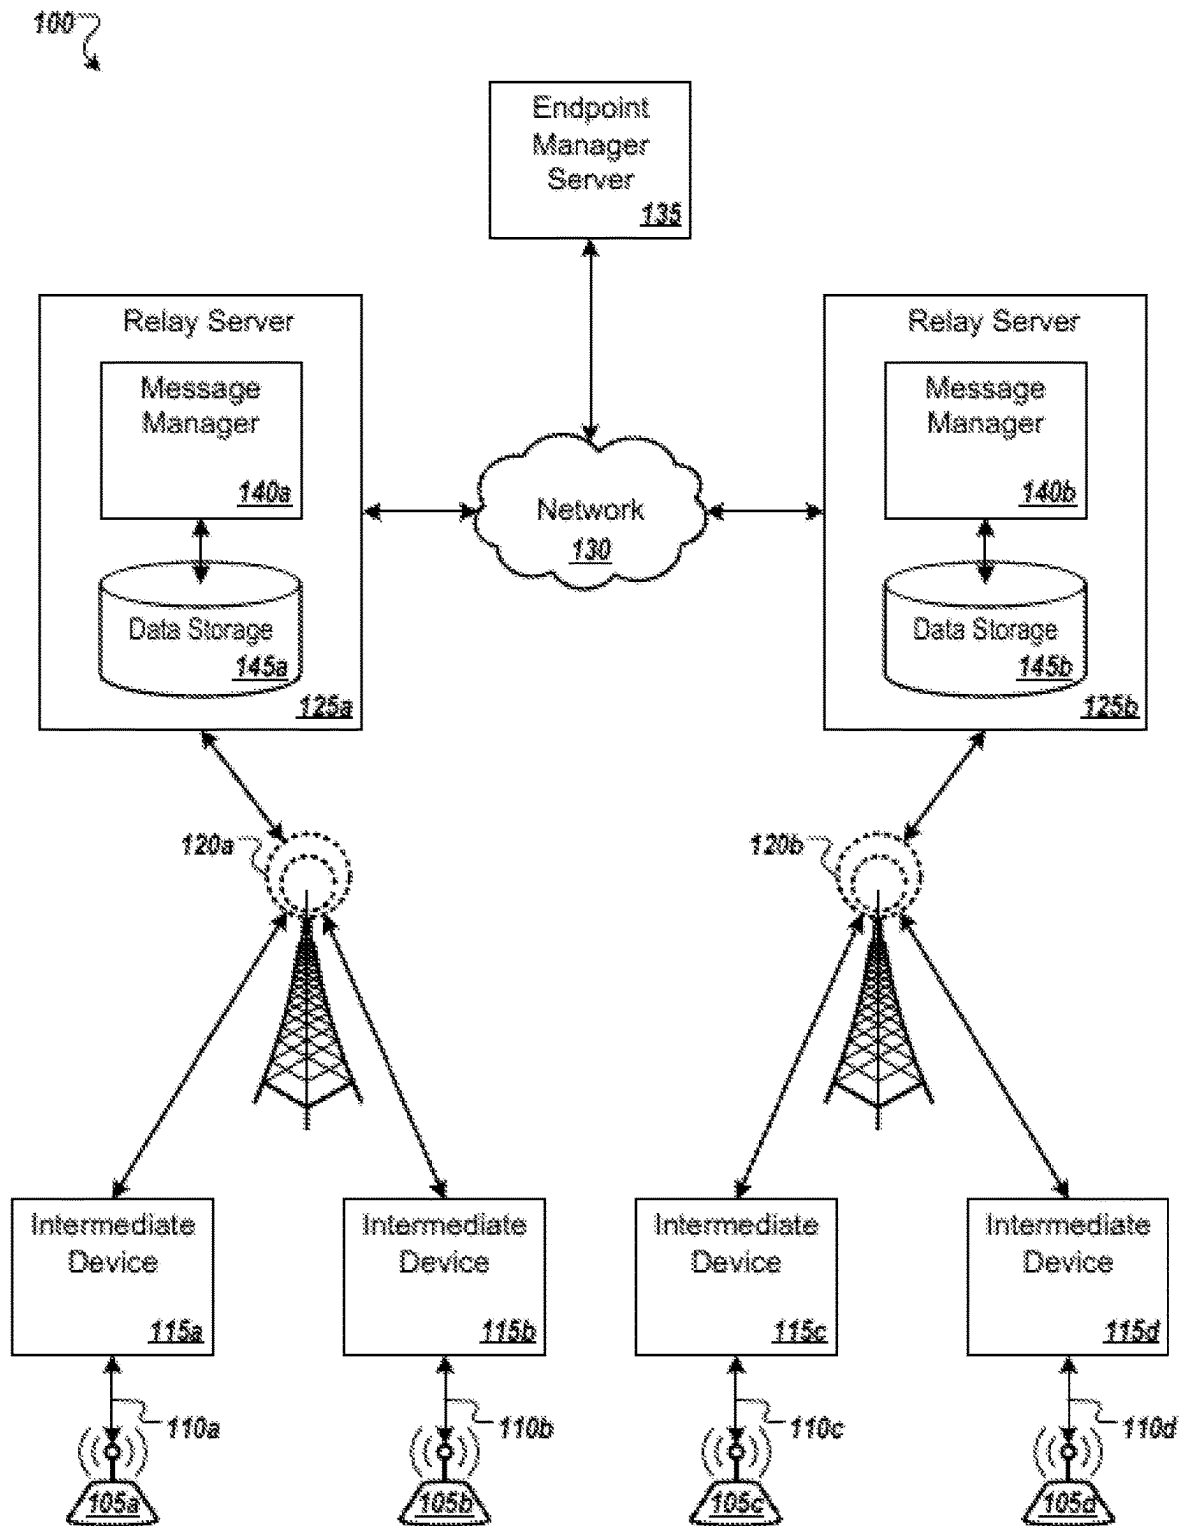 100
Endpoint
Manager
Server
135
Relay Server
Message
Manager
140a
Data Storage
145a
125a
Network
130
Relay Server
Message
Manager
140b
Data Storage
145b
125b
120a
120b
Intermediate
Device
115a
Intermediate
Device
115b
Intermediate
Device
115c
Intermediate
Device
115d
110a
110b
110c
110d
105a
105b
105c
105d